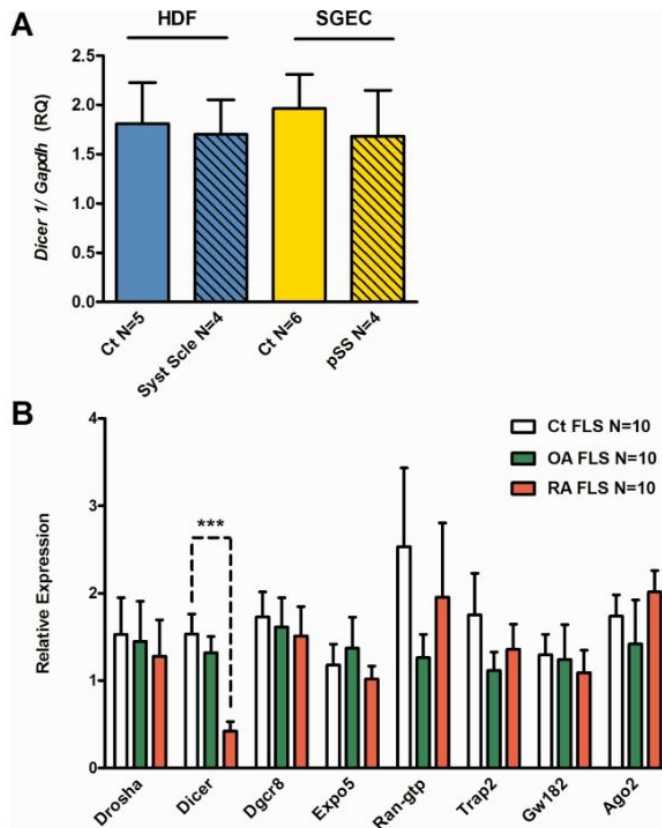 A
HDF SGEC
2.5
2.0
1.5
1.0
0.5
0.0
Dicer 1/ Gapdh (RQ)
Ct N=5
Syst Scle N=4
Ct N=6
pSS N=4
B
4
3
2
1
0
Relative Expression
Ct FLS N=10
OA FLS N=10
RA FLS N=10
***
Drosha
Dicer
Dgcr8
Expo5
Ran-gtp
Trap2
Gw182
Ago2